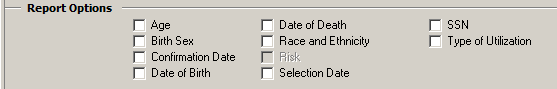 Report Options
Age
Birth Sex
Confirmation Date
Date of Birth
Date of Death
Race and Ethnicity
Risk
Selection Date
SSN
Type of Utilization